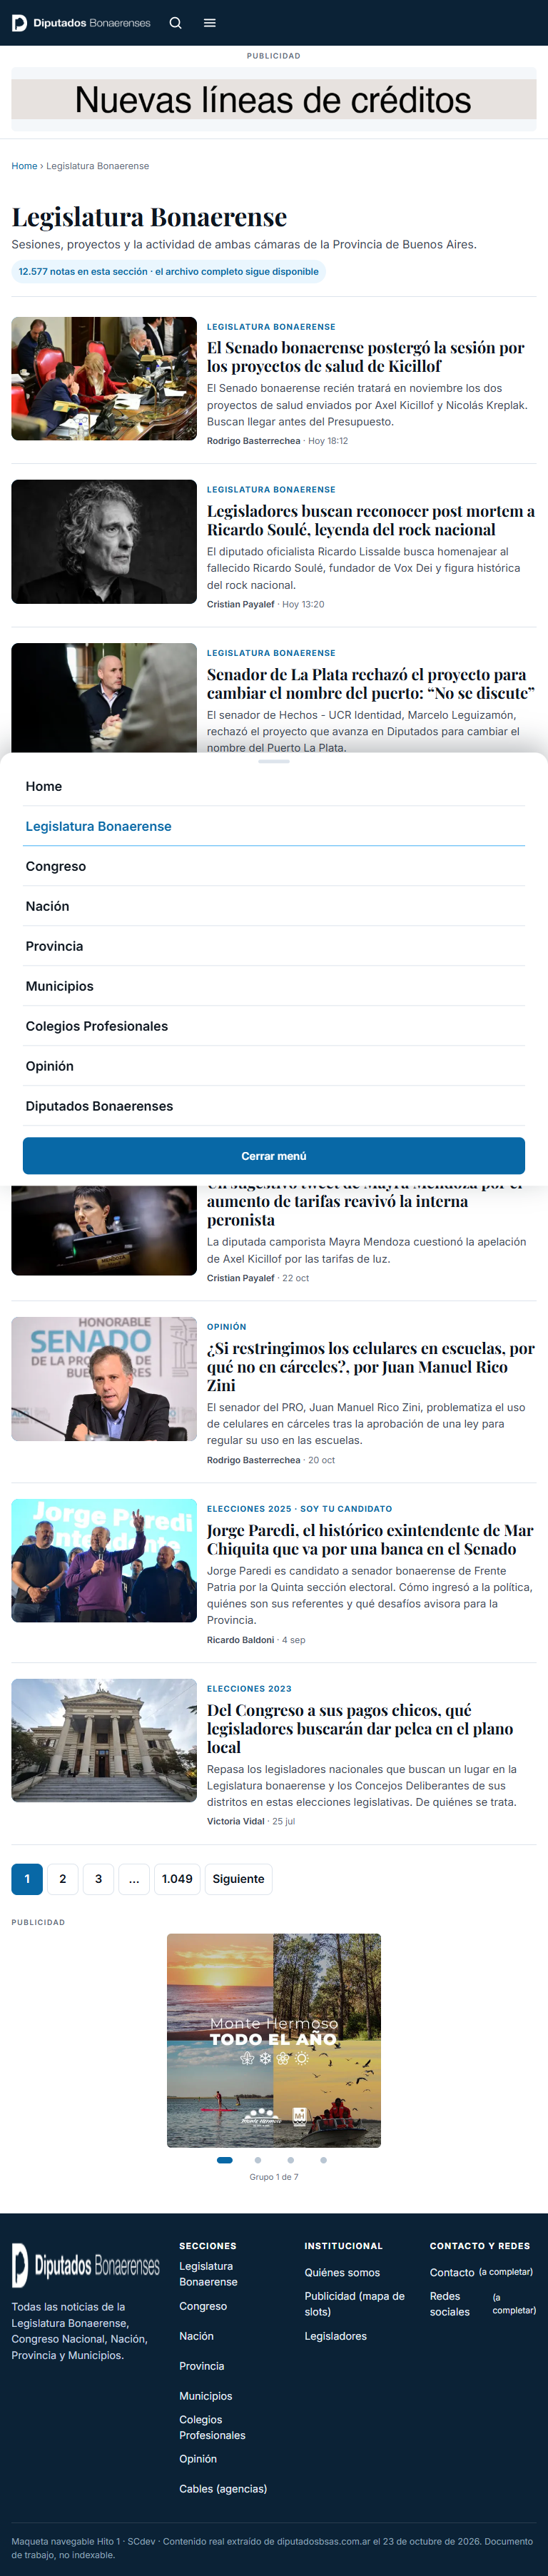 Diputados Bonaerenses
PUBLICIDAD
Nuevas líneas de créditos
Home › Legislatura Bonaerense
Legislatura Bonaerense
Sesiones, proyectos y la actividad de ambas cámaras de la Provincia de Buenos Aires.
12.577 notas en esta sección · el archivo completo sigue disponible
LEGISLATURA BONAERENSE
El Senado bonaerense postergó la sesión por
los proyectos de salud de Kicillof
El Senado bonaerense recién tratará en noviembre los dos
proyectos de salud enviados por Axel Kicillof y Nicolás Kreplak.
Buscan llegar antes del Presupuesto.
Rodrigo Basterrechea · Hoy 18:12
LEGISLATURA BONAERENSE
Legisladores buscan reconocer post mortem a
Ricardo Soulé, leyenda del rock nacional
El diputado oficialista Ricardo Lissalde busca homenajear al
fallecido Ricardo Soulé, fundador de Vox Dei y figura histórica
del rock nacional.
Cristian Payalef · Hoy 13:20
LEGISLATURA BONAERENSE
Senador de La Plata rechazó el proyecto para
cambiar el nombre del puerto: “No se discute”
El senador de Hechos - UCR Identidad, Marcelo Leguizamón,
rechazó el proyecto que avanza en Diputados para cambiar el
nombre del Puerto La Plata.
Home
Legislatura Bonaerense
Congreso
Nación
Provincia
Municipios
Colegios Profesionales
Opinión
Diputados Bonaerenses
Cerrar menú
Un sugestivo tweet de Mayra Mendoza por el
aumento de tarifas reavivó la interna
peronista
La diputada camporista Mayra Mendoza cuestionó la apelación
de Axel Kicillof por las tarifas de luz.
Cristian Payalef · 22 oct
MENDOZA
HONORABLE
SENADO
DE LA PRO
BUE
OPINIÓN
¿Si restringimos los celulares en escuelas, por
qué no en cárceles?, por Juan Manuel Rico
Zini
El senador del PRO, Juan Manuel Rico Zini, problematiza el uso
de celulares en cárceles tras la aprobación de una ley para
regular su uso en las escuelas.
Rodrigo Basterrechea · 20 oct
Jorge Paredi
ELECCIONES 2025 · SOY TU CANDIDATO
Jorge Paredi, el histórico exintendente de Mar
Chiquita que va por una banca en el Senado
Jorge Paredi es candidato a senador bonaerense de Frente
Patria por la Quinta sección electoral. Cómo ingresó a la política,
quiénes son sus referentes y qué desafíos avisora para la
Provincia.
Ricardo Baldoni · 4 sep
ELECCIONES 2023
Del Congreso a sus pagos chicos, qué
legisladores buscarán dar pelea en el plano
local
Repasa los legisladores nacionales que buscan un lugar en la
Legislatura bonaerense y los Concejos Deliberantes de sus
distritos en estas elecciones legislativas. De quiénes se trata.
Victoria Vidal · 25 jul
1 2 3 … 1.049 Siguiente
PUBLICIDAD
Monte Hermoso
TODO EL AÑO
Grupo 1 de 7
Diputados Bonaerenses
Todas las noticias de la
Legislatura Bonaerense,
Congreso Nacional, Nación,
Provincia y Municipios.
SECCIONES
Legislatura
Bonaerense
Congreso
Nación
Provincia
Municipios
Colegios
Profesionales
Opinión
Cables (agencias)
INSTITUCIONAL
Quiénes somos
Publicidad (mapa de
slots)
Legisladores
CONTACTO Y REDES
Contacto (a completar)
Redes sociales (a completar)
Maqueta navegable Hito 1 · SCdev · Contenido real extraído de diputadosbsas.com.ar el 23 de octubre de 2026. Documento
de trabajo, no indexable.